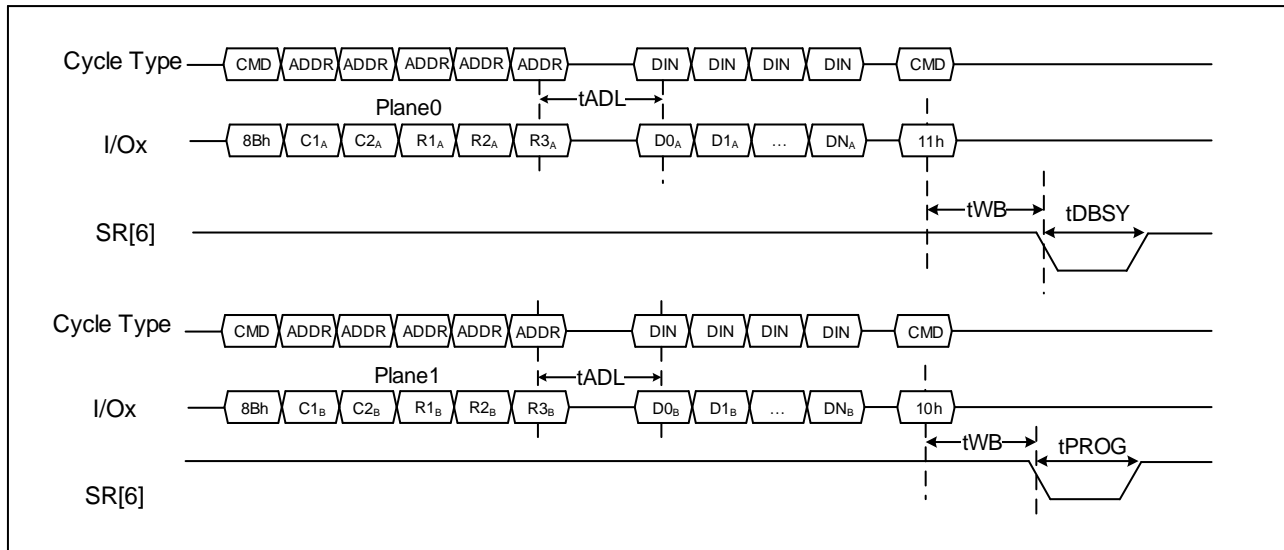 Cycle Type CMD ADDR ADDR ADDR ADDR ADDR DIN DIN DIN DIN CMD
Plane0 tADL
I/Ox 8Bh C1A C2A R1A R2A R3A D0A D1A ... DNA 11h
tWB tDBSY
SR[6]
Cycle Type CMD ADDR ADDR ADDR ADDR ADDR DIN DIN DIN DIN CMD
Plane1 tADL
I/Ox 8Bh C1B C2B R1B R2B R3B D0B D1B ... DNB 10h
tWB tPROG
SR[6]